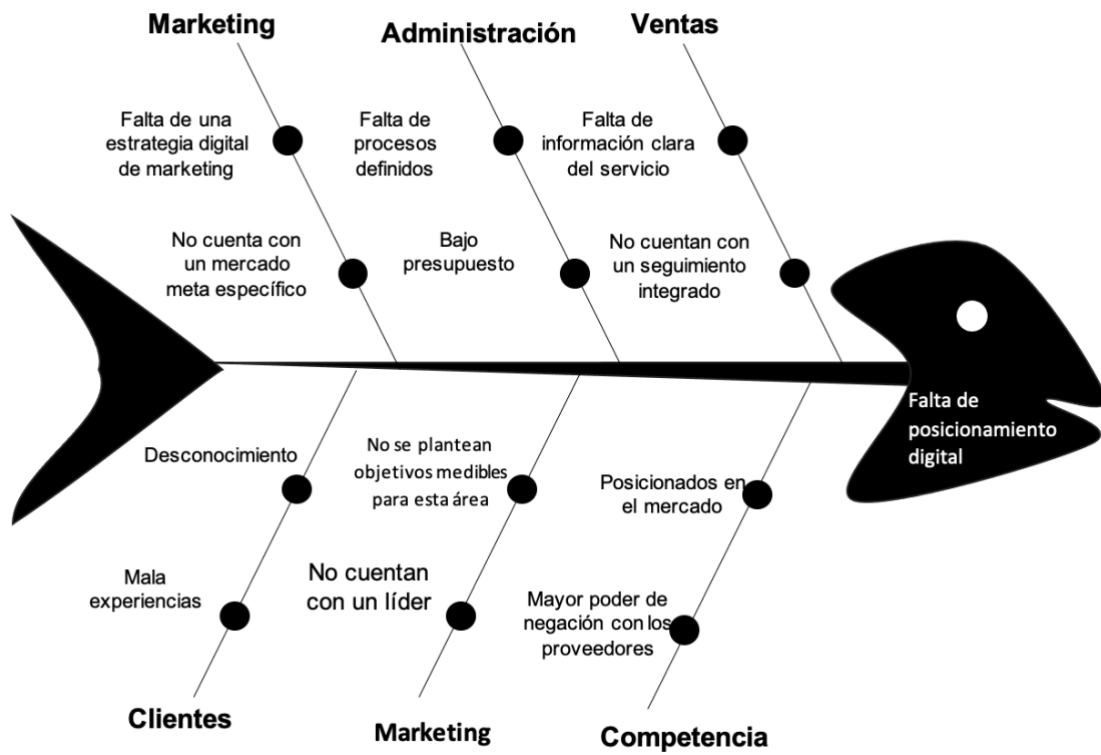 Marketing
Administración
Ventas
Falta de una
estrategia digital
de marketing
Falta de
procesos
definidos
Falta de
información clara
del servicio
No cuenta con
un mercado
meta específico
Bajo
presupuesto
No cuentan con
un seguimiento
integrado
Falta de
posicionamiento
digital
Desconocimiento
No se plantean
objetivos medibles
para esta área
Posicionados en
el mercado
Mala
experiencias
No cuentan
con un líder
Mayor poder de
negación con los
proveedores
Clientes
Marketing
Competencia